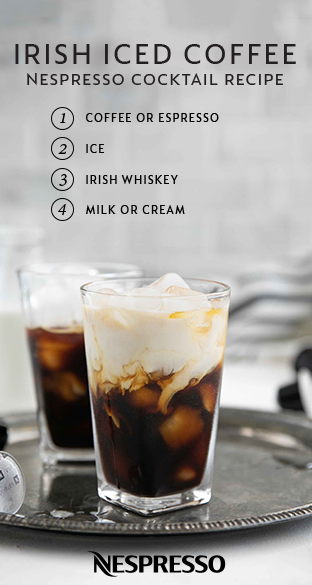 IRISH ICED COFFEE
NESPRESSO COCKTAIL RECIPE
1 COFFEE OR ESPRESSO
2 ICE
3 IRISH WHISKEY
4 MILK OR CREAM
NESPRESSO